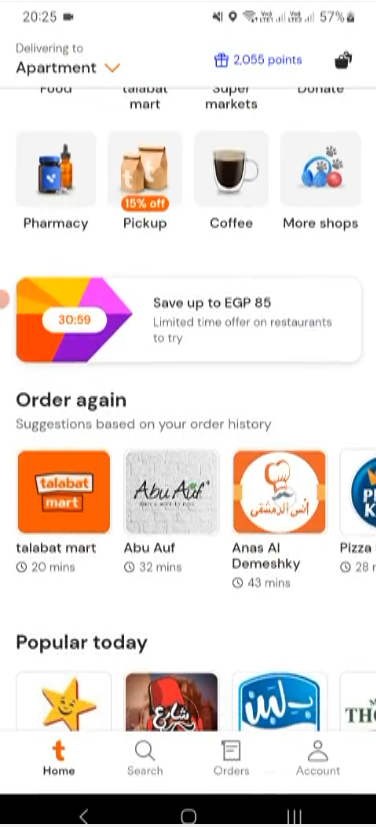 20:25
57%
Delivering to
Apartment
2,055 points
Food
talabat mart
Super markets
Donate
15% off
Pharmacy
Pickup
Coffee
More shops
30:59
Save up to EGP 85
Limited time offer on restaurants
to try
Order again
Suggestions based on your order history
talabat
mart
Abu Auf
أنس الدمشقي
talabat mart
Abu Auf
Anas Al
Demeshky
Pizza
20 mins
32 mins
43 mins
28
Popular today
شارع
بـ لبن
Home
Search
Orders
Account